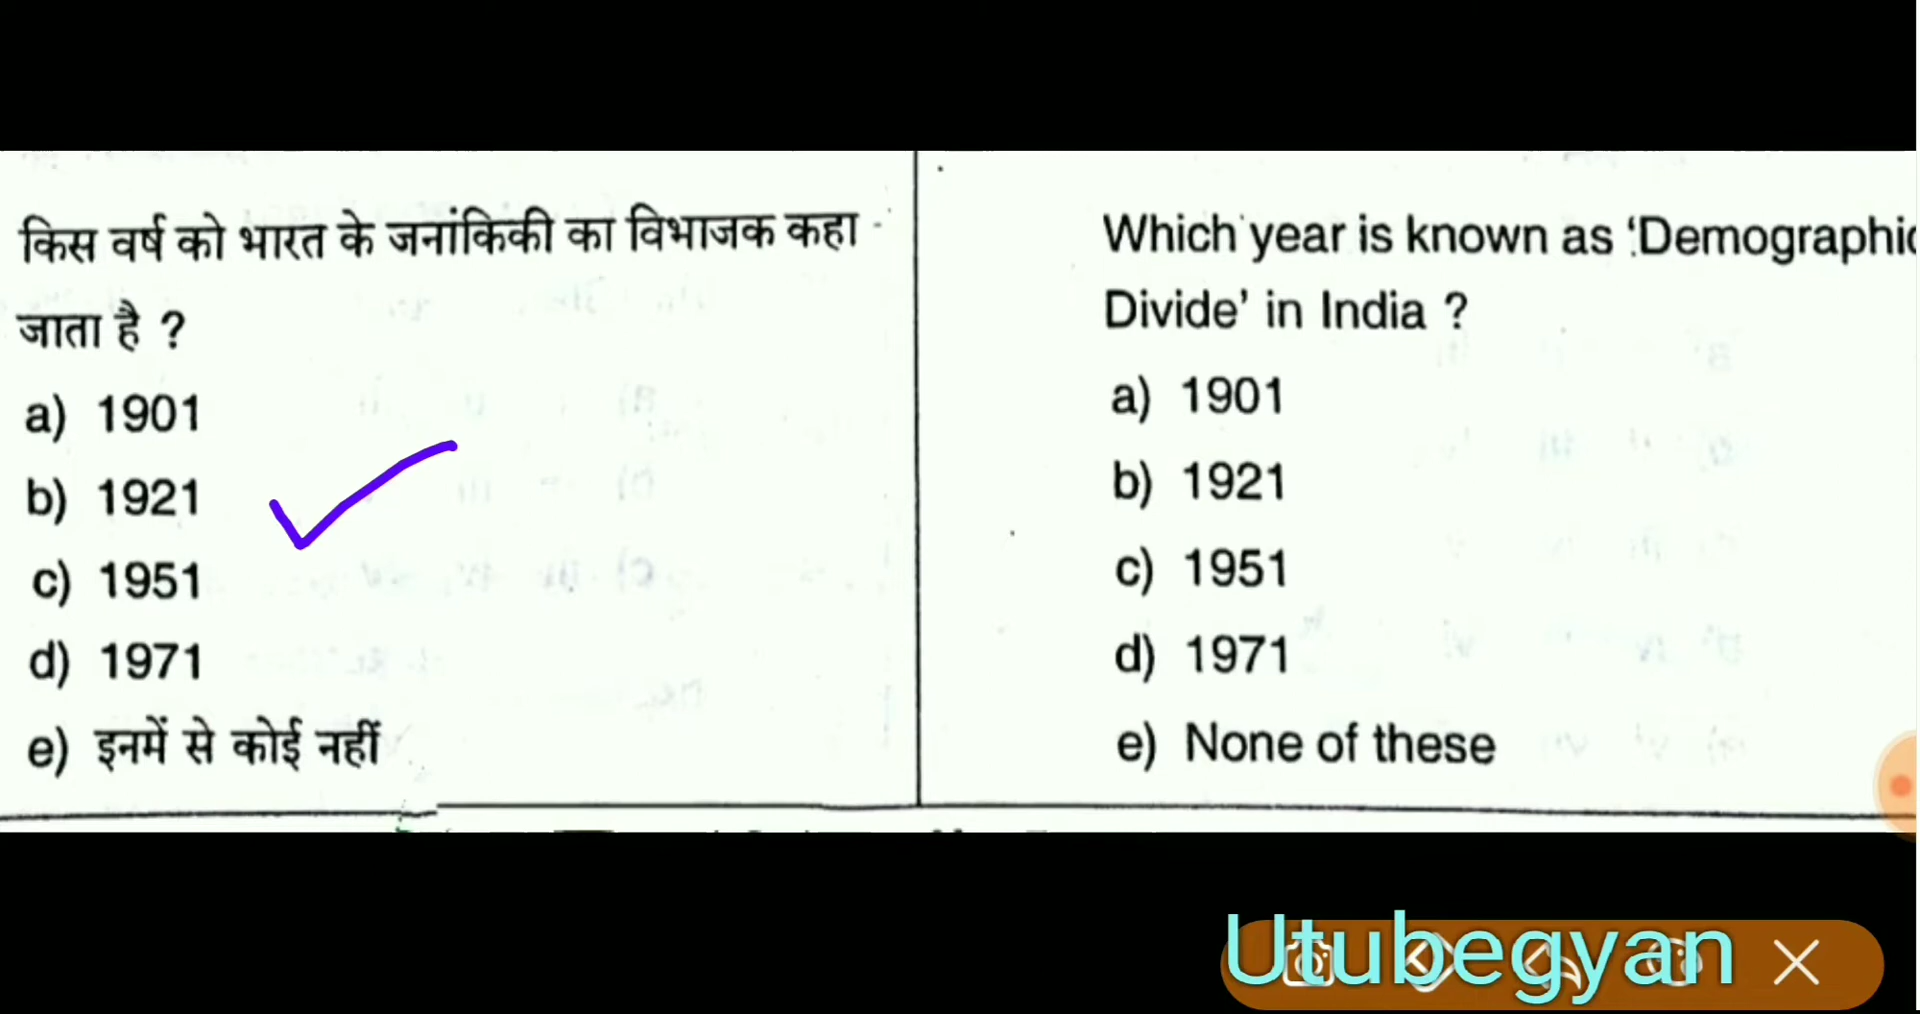 किस वर्ष को भारत के जनांकिकी का विभाजक कहा
जाता है ?
a) 1901
b) 1921
c) 1951
d) 1971
e) इनमें से कोई नहीं
Which year is known as ‘Demographic
Divide’ in India ?
a) 1901
b) 1921
c) 1951
d) 1971
e) None of these
Utubegyan